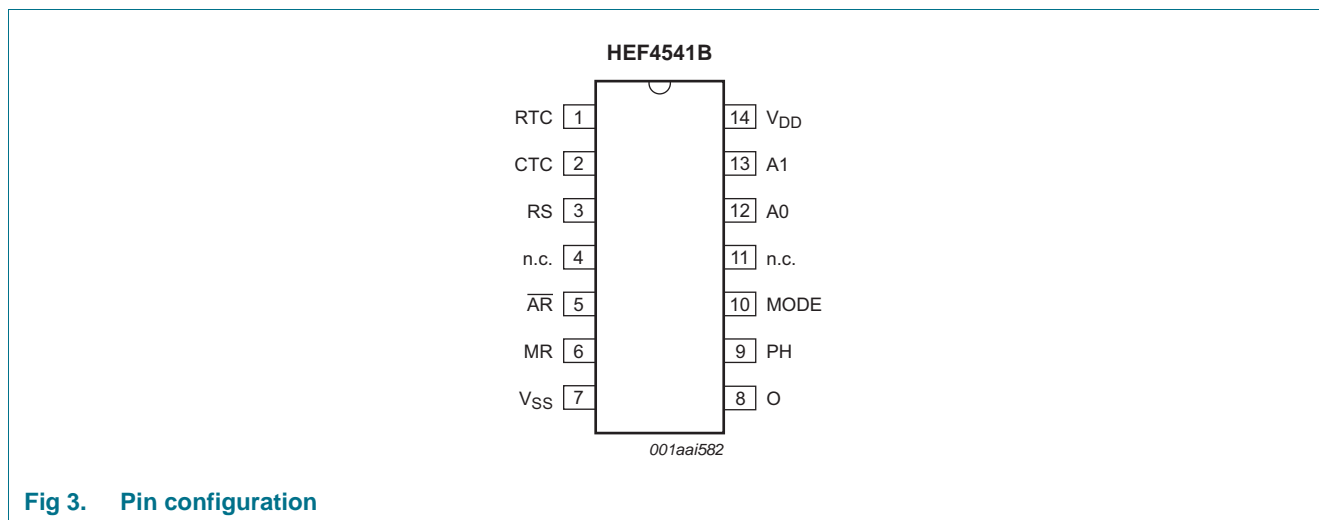 HEF4541B
RTC 1 14 VDD
CTC 2 13 A1
RS 3 12 A0
n.c. 4 11 n.c.
A̅R̅ 5 10 MODE
MR 6 9 PH
VSS 7 8 O
001aai582
Fig 3. Pin configuration